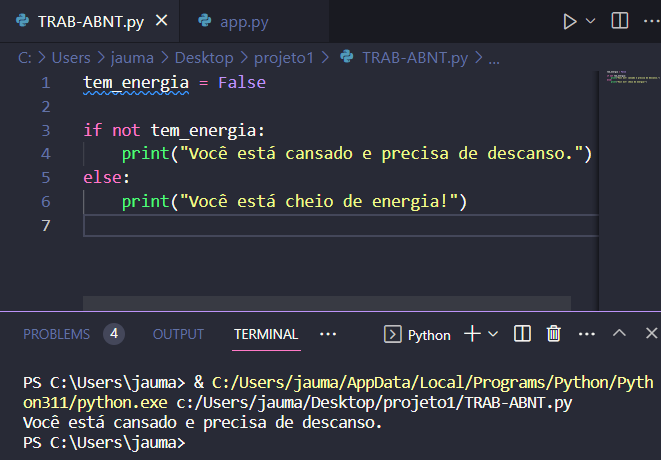 TRAB-ABNT.py
app.py
C: > Users > jauma > Desktop > projeto1 > TRAB-ABNT.py > ...
1 tem_energia = False
2
3 if not tem_energia:
4     print("Você está cansado e precisa de descanso.")
5 else:
6     print("Você está cheio de energia!")
7
PROBLEMS 4 OUTPUT TERMINAL ... Python
PS C:\Users\jauma> & C:/Users/jauma/AppData/Local/Programs/Python/Pyth
on311/python.exe c:/Users/jauma/Desktop/projeto1/TRAB-ABNT.py
Você está cansado e precisa de descanso.
PS C:\Users\jauma>